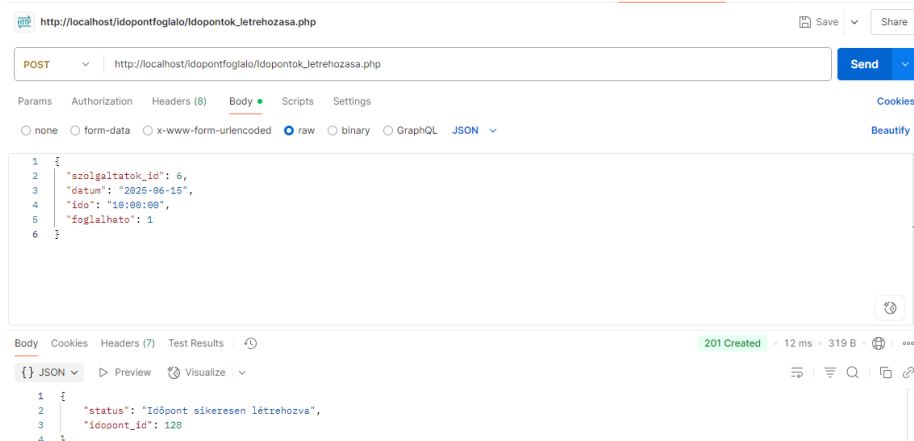 HTTP http://localhost/idopontfoglalo/Idopontok_letrehozasa.php Save Share
POST http://localhost/idopontfoglalo/Idopontok_letrehozasa.php Send
Params Authorization Headers (8) Body Scripts Settings Cookies
none form-data x-www-form-urlencoded raw binary GraphQL JSON Beautify
1 {
2 "szolgaltatok_id": 6,
3 "datum": "2025-06-15",
4 "ido": "10:00:00",
5 "foglalhato": 1
6 }
Body Cookies Headers (7) Test Results 201 Created 12 ms 319 B
{} JSON Preview Visualize
1 {
2 "status": "Időpont sikeresen létrehozva",
3 "idopont_id": 128
4 }